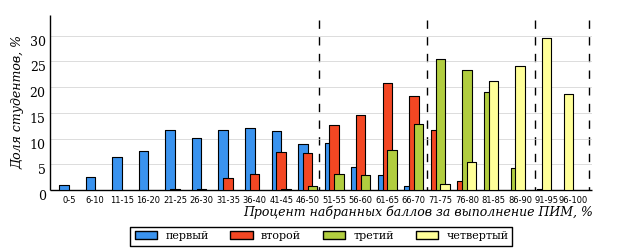 Доля студентов, %
30
25
20
15
10
5
0
0-5 6-10 11-15 16-20 21-25 26-30 31-35 36-40 41-45 46-50 51-55 56-60 61-65 66-70 71-75 76-80 81-85 86-90 91-95 96-100
Процент набранных баллов за выполнение ПИМ, %
первый второй третий четвертый